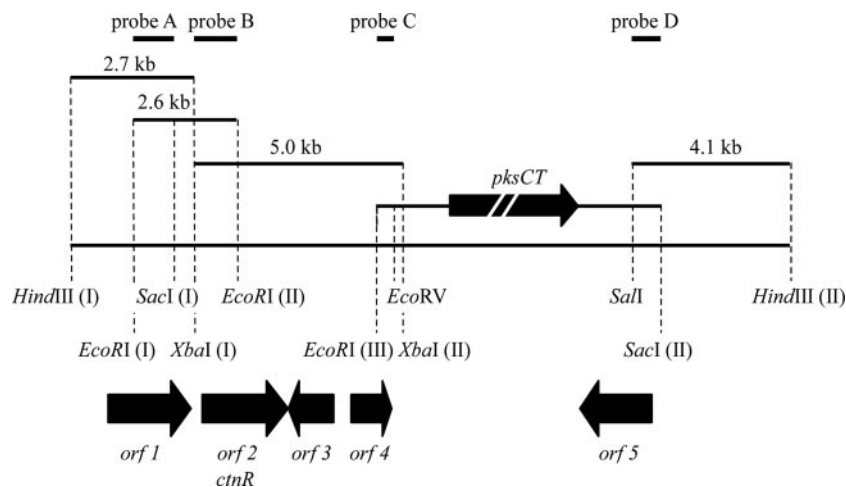 probe A probe B probe C probe D
2.7 kb
2.6 kb
5.0 kb 4.1 kb
pksCT
HindIII (I) SacI (I) EcoRI (II) EcoRV SalI HindIII (II)
EcoRI (I) XbaI (I) EcoRI (III) XbaI (II) SacI (II)
orf 1 orf 2 orf 3 orf 4 orf 5
ctnR